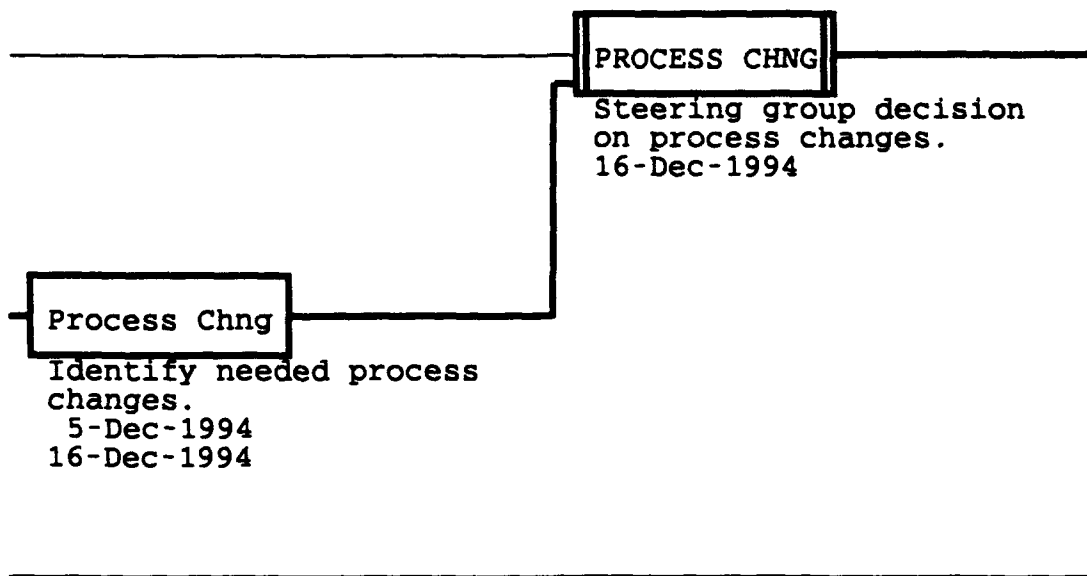 PROCESS CHNG
Steering group decision
on process changes.
16-Dec-1994
Process Chng
Identify needed process
changes.
5-Dec-1994
16-Dec-1994